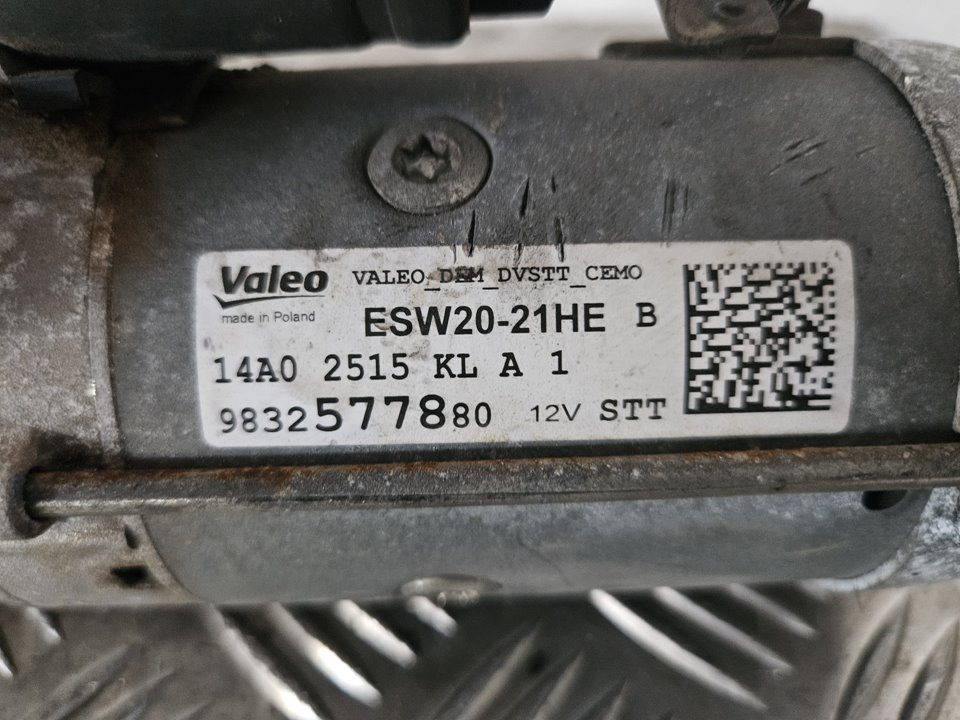 Valeo VALEO_DEM_DVSTT_CEMO
made in Poland ESW20-21HE B
14A0 2515 KL A 1
9832577880 12V STT